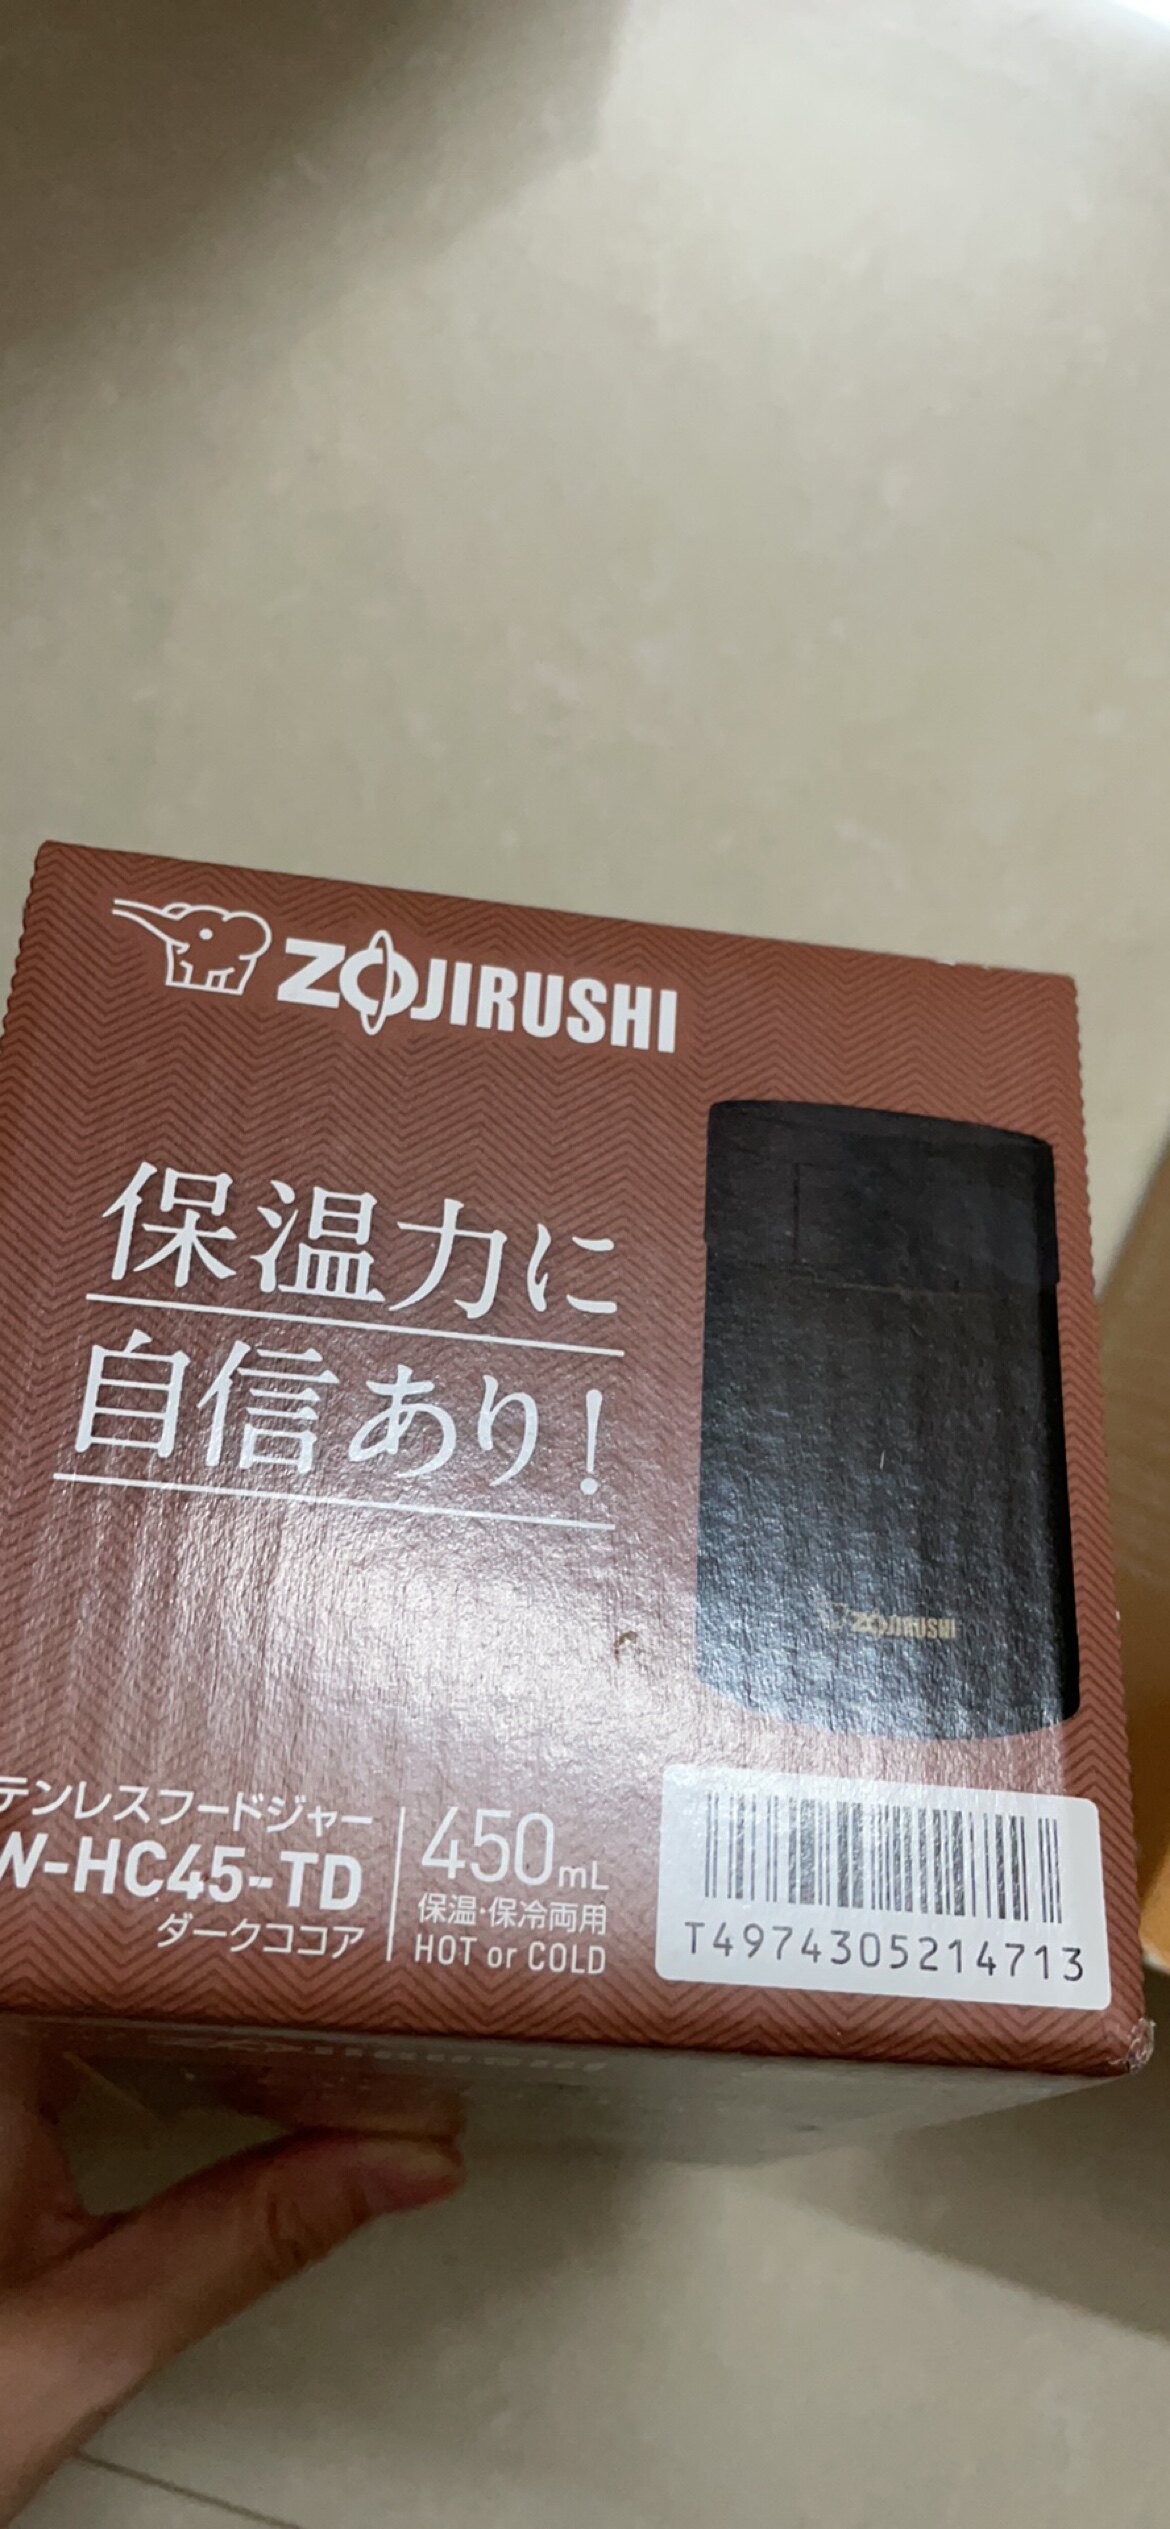 ZOJIRUSHI
保温力に
自信あり!
ZOJIRUSHI
テンレスフードジャー
W-HC45-TD
ダークココア
450mL
保温・保冷両用
HOT or COLD
T4974305214713